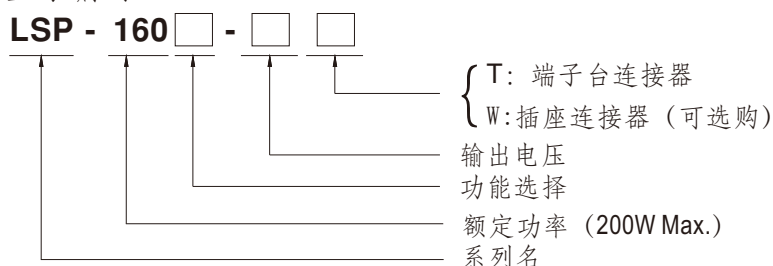 LSP - 160□ - □ □
T: 端子台连接器
W:插座连接器 (可选购)
输出电压
功能选择
额定功率 (200W Max.)
系列名